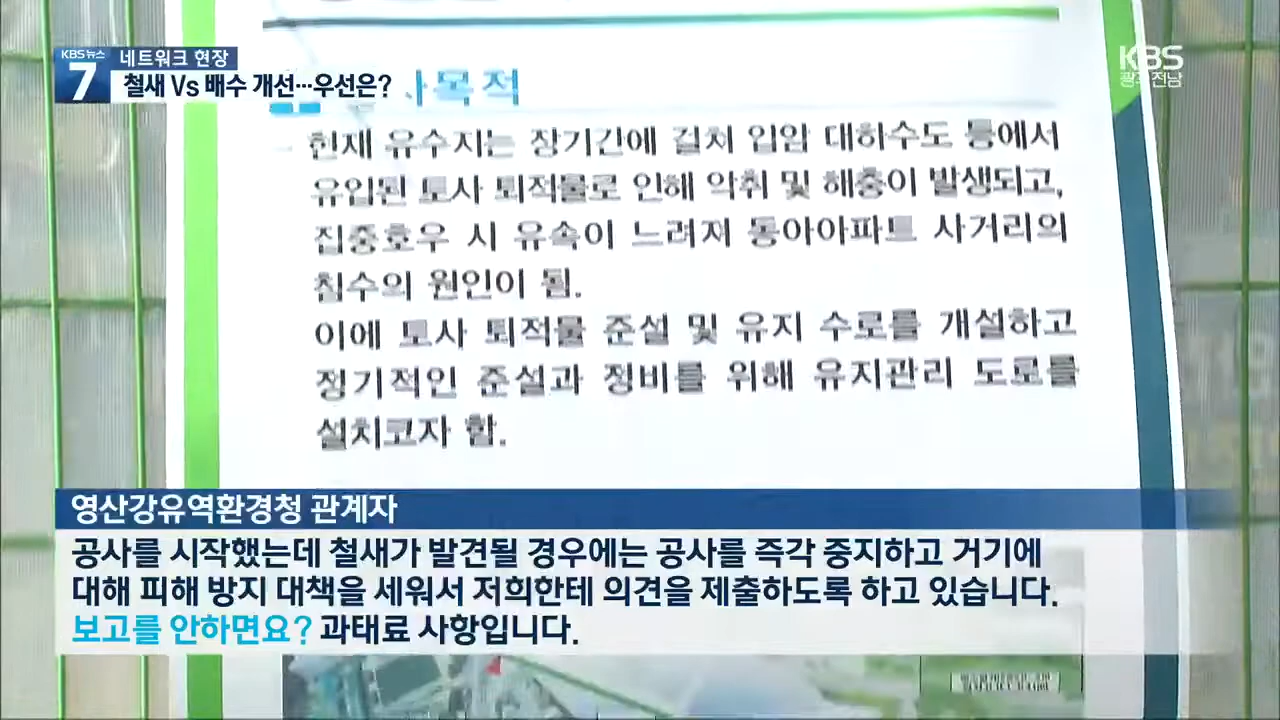 KBS 뉴스
7
네트워크 현장
철새 Vs 배수 개선…우선은?
KBS
광주 전남
목적
- 현재 유수지는 장기간에 걸쳐 입암 대하수도 등에서
유입된 토사 퇴적물로 인해 악취 및 해충이 발생되고,
집중호우 시 유속이 느려져 동아아파트 사거리의
침수의 원인이 됨.
이에 토사 퇴적물 준설 및 유지 수로를 개설하고
정기적인 준설과 정비를 위해 유지관리 도로를
설치코자 함.
영산강유역환경청 관계자
공사를 시작했는데 철새가 발견될 경우에는 공사를 즉각 중지하고 거기에
대해 피해 방지 대책을 세워서 저희한테 의견을 제출하도록 하고 있습니다.
보고를 안하면요? 과태료 사항입니다.